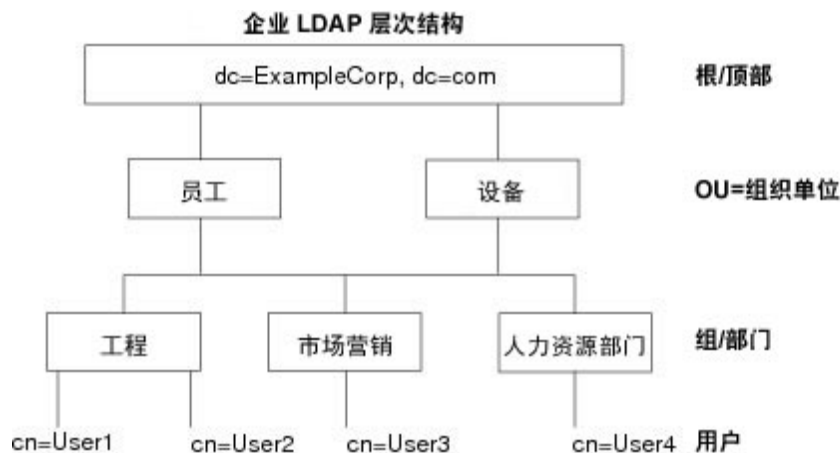 企业 LDAP 层次结构
dc=ExampleCorp, dc=com
根/顶部
员工
设备
OU=组织单位
工程
市场营销
人力资源部门
组/部门
cn=User1
cn=User2
cn=User3
cn=User4
用户